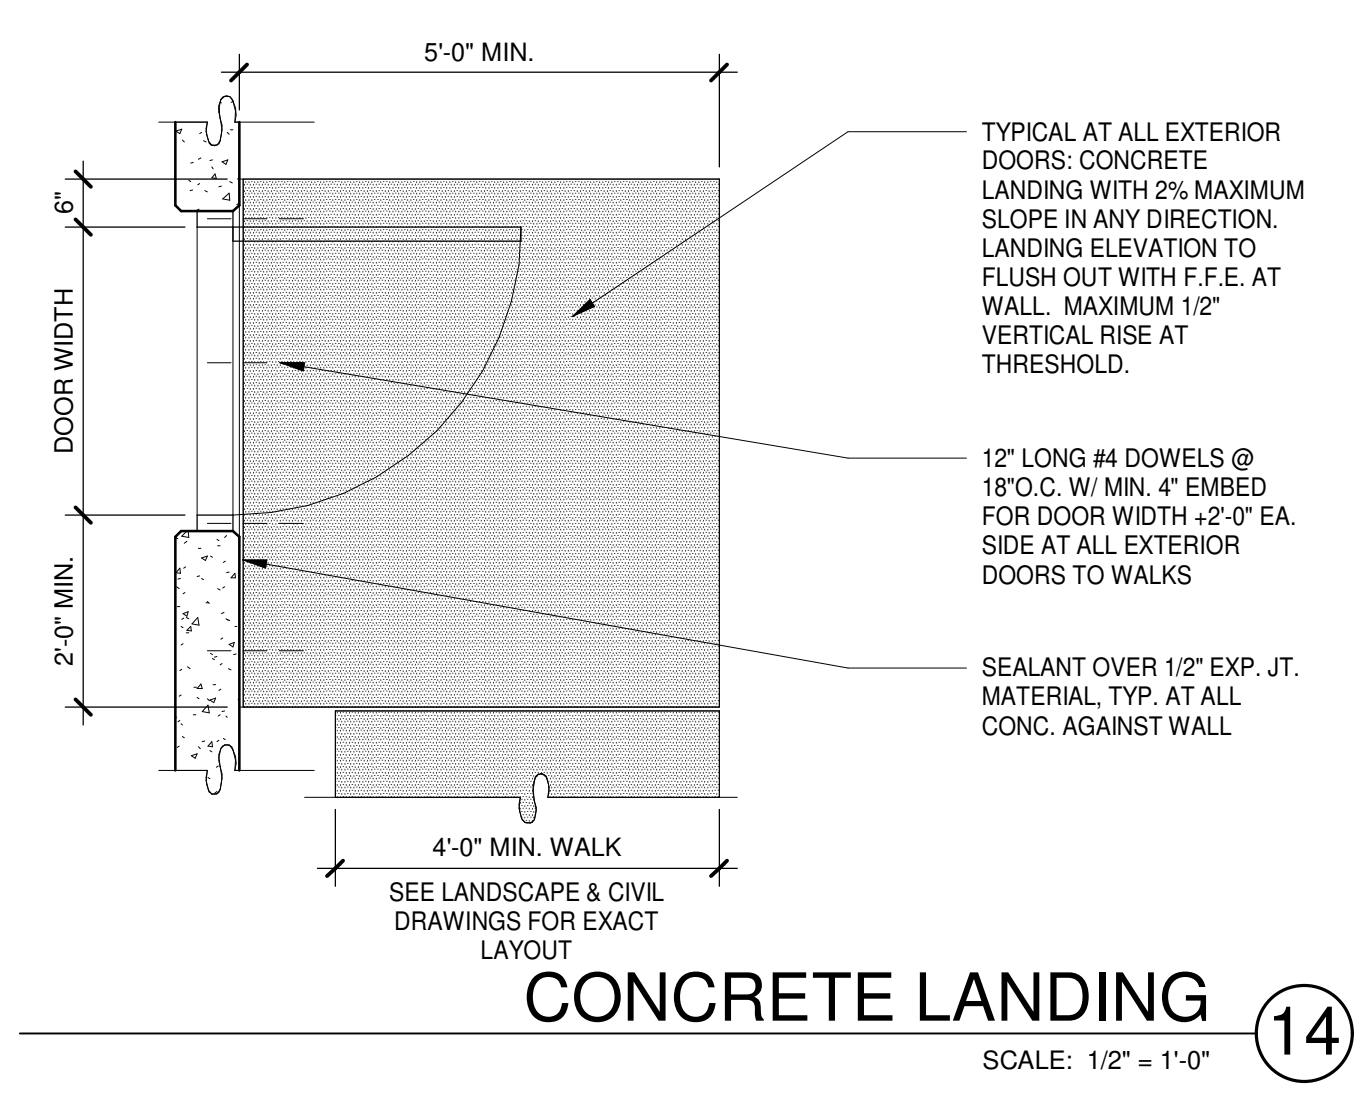 5'-0" MIN.
6"
DOOR WIDTH
2'-0" MIN.
TYPICAL AT ALL EXTERIOR
DOORS: CONCRETE
LANDING WITH 2% MAXIMUM
SLOPE IN ANY DIRECTION.
LANDING ELEVATION TO
FLUSH OUT WITH F.F.E. AT
WALL. MAXIMUM 1/2"
VERTICAL RISE AT
THRESHOLD.
12" LONG #4 DOWELS @
18"O.C. W/ MIN. 4" EMBED
FOR DOOR WIDTH +2'-0" EA.
SIDE AT ALL EXTERIOR
DOORS TO WALKS
SEALANT OVER 1/2" EXP. JT.
MATERIAL, TYP. AT ALL
CONC. AGAINST WALL
4'-0" MIN. WALK
SEE LANDSCAPE & CIVIL
DRAWINGS FOR EXACT
LAYOUT
CONCRETE LANDING
14
SCALE: 1/2" = 1'-0"